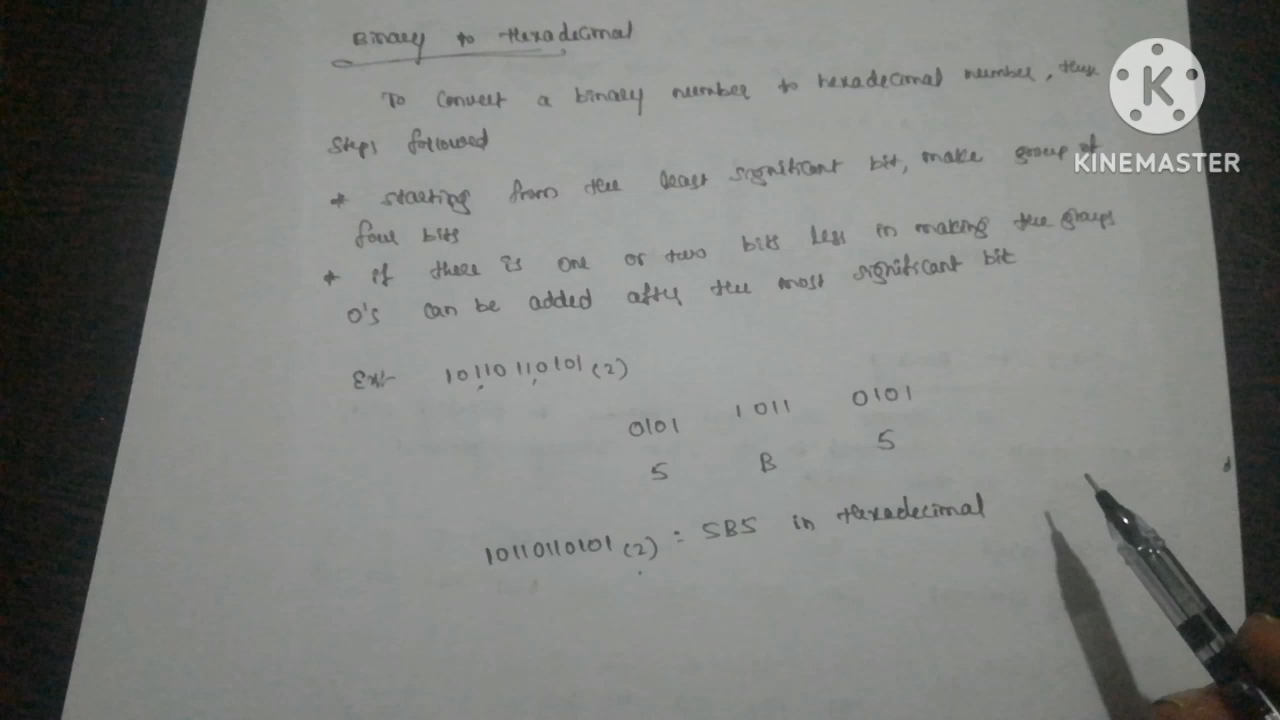 Binary to Hexadecimal
To convert a binary number to hexadecimal number, these
KINEMASTER
Steps followed
* starting from the least significant bit, make group of
four bits
* if there is one or two bits less in making the groups
0's can be added after the most significant bit
Ex:- 10110110101 (2)
0101 1011 0101
5 B 5
10110110101 (2) = 5B5 in Hexadecimal